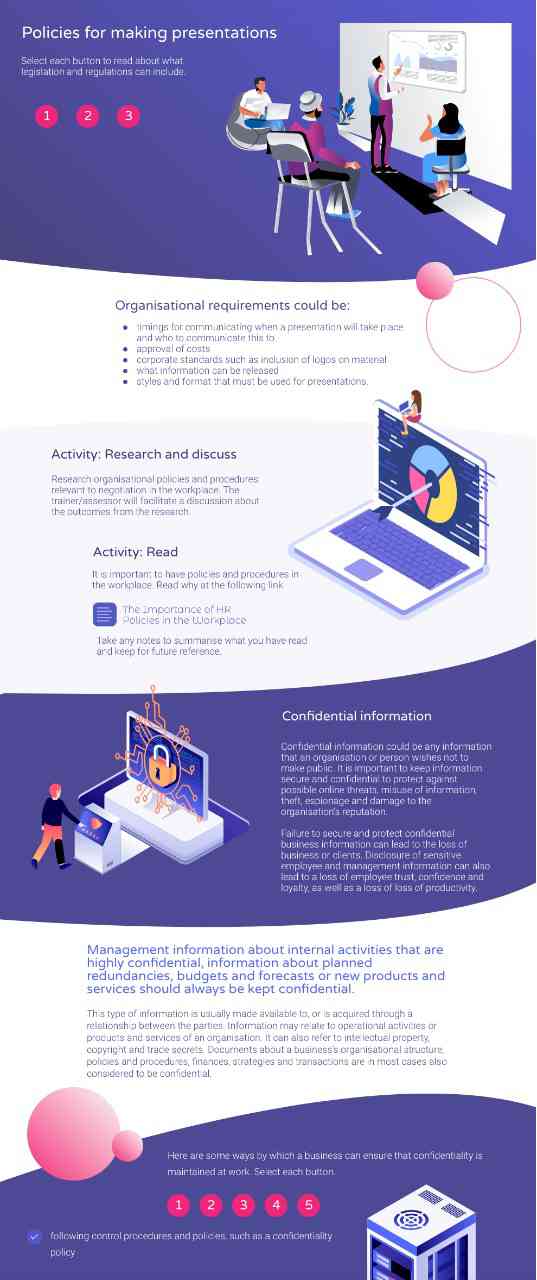 Policies for making presentations
Select each button to read about what
legistation and regulations can include.
1 2 3
Organisational requirements could be:
timings for communicating when a presentation will take place
and who to communicate this to
approval of costs
corporate standards such as inclusion of logos on material
what information can be released
styles and format that must be used for presentations.
Activity: Research and discuss
Research organisational policies and procedures
relevant to negotiation in the workplace. The
trainer/assessor will facilitate a discussion about
the outcomes from the research.
Activity: Read
It is important to have policies and procedures in
the workplace. Read why at the following link
The Importance of HR
Policies in the Workplace
Take any notes to summarise what you have read
and keep for future reference.
Confidential information
Confidential information could be any information
that an organisation or person wishes not to
make public. It is important to keep information
secure and confidential to protect against
possible online threats, misuse of information,
theft, espionage and damage to the
organisation's reputation.
Failure to secure and protect confidential
business information can lead to the loss of
business or clients. Disclosure of sensitive
employee and management information can also
lead to a loss of employee trust, confidence and
loyalty, as well as a loss of loss of productivity.
Management information about internal activities that are
highly confidential, information about planned
redundancies, budgets and forecasts or new products and
services should always be kept confidential.
This type of information is usually made available to, or is acquired through a
relationship between the parties. Information may relate to operational activities or
products and services of an organisation. It can also refer to intellectual property,
copyright and trade secrets. Documents about a business's organisational structure,
policies and procedures, finances, strategies and transactions are in most cases also
considered to be confidential.
Here are some ways by which a business can ensure that confidentiality is
maintained at work. Select each button.
1 2 3 4 5
following control procedures and policies, such as a confidentiality
policy